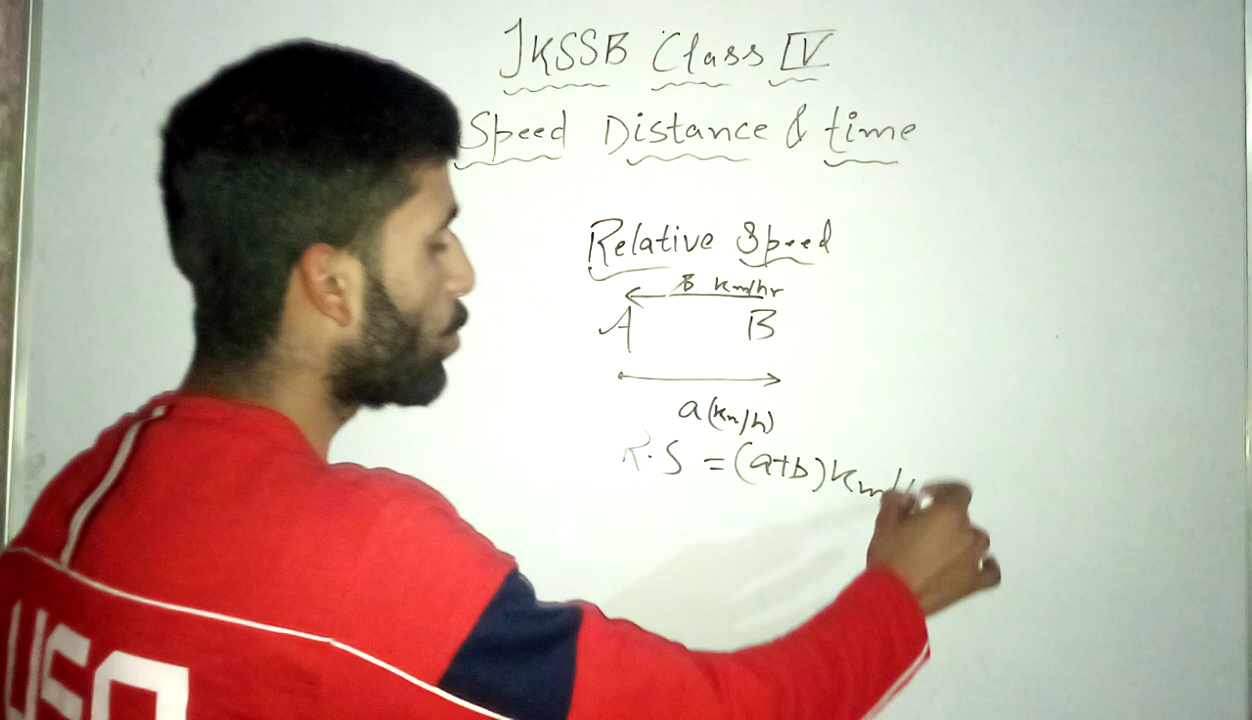 JKSSB Class IV
Speed Distance & time
Relative Speed
B km/hr
A B
a (km/h)
R.S = (a+b) km/
USA